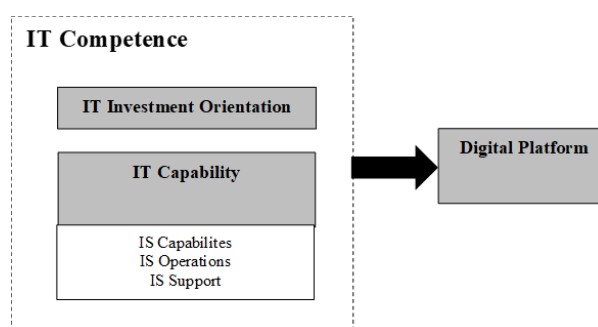 IT Competence
IT Investment Orientation
IT Capability
IS Capabilites
IS Operations
IS Support
Digital Platform